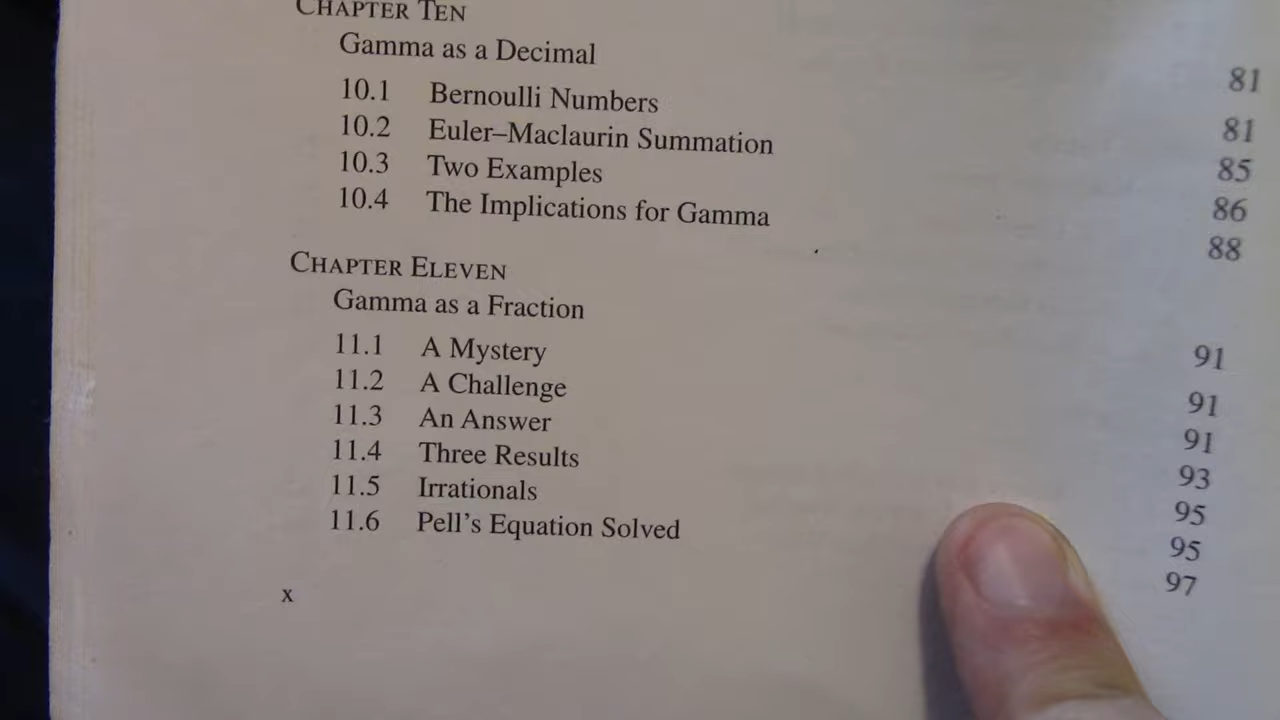 CHAPTER TEN
Gamma as a Decimal 81
10.1 Bernoulli Numbers 81
10.2 Euler–Maclaurin Summation 85
10.3 Two Examples 86
10.4 The Implications for Gamma 88
CHAPTER ELEVEN
Gamma as a Fraction 91
11.1 A Mystery 91
11.2 A Challenge 91
11.3 An Answer 93
11.4 Three Results 95
11.5 Irrationals 95
11.6 Pell's Equation Solved 97
x